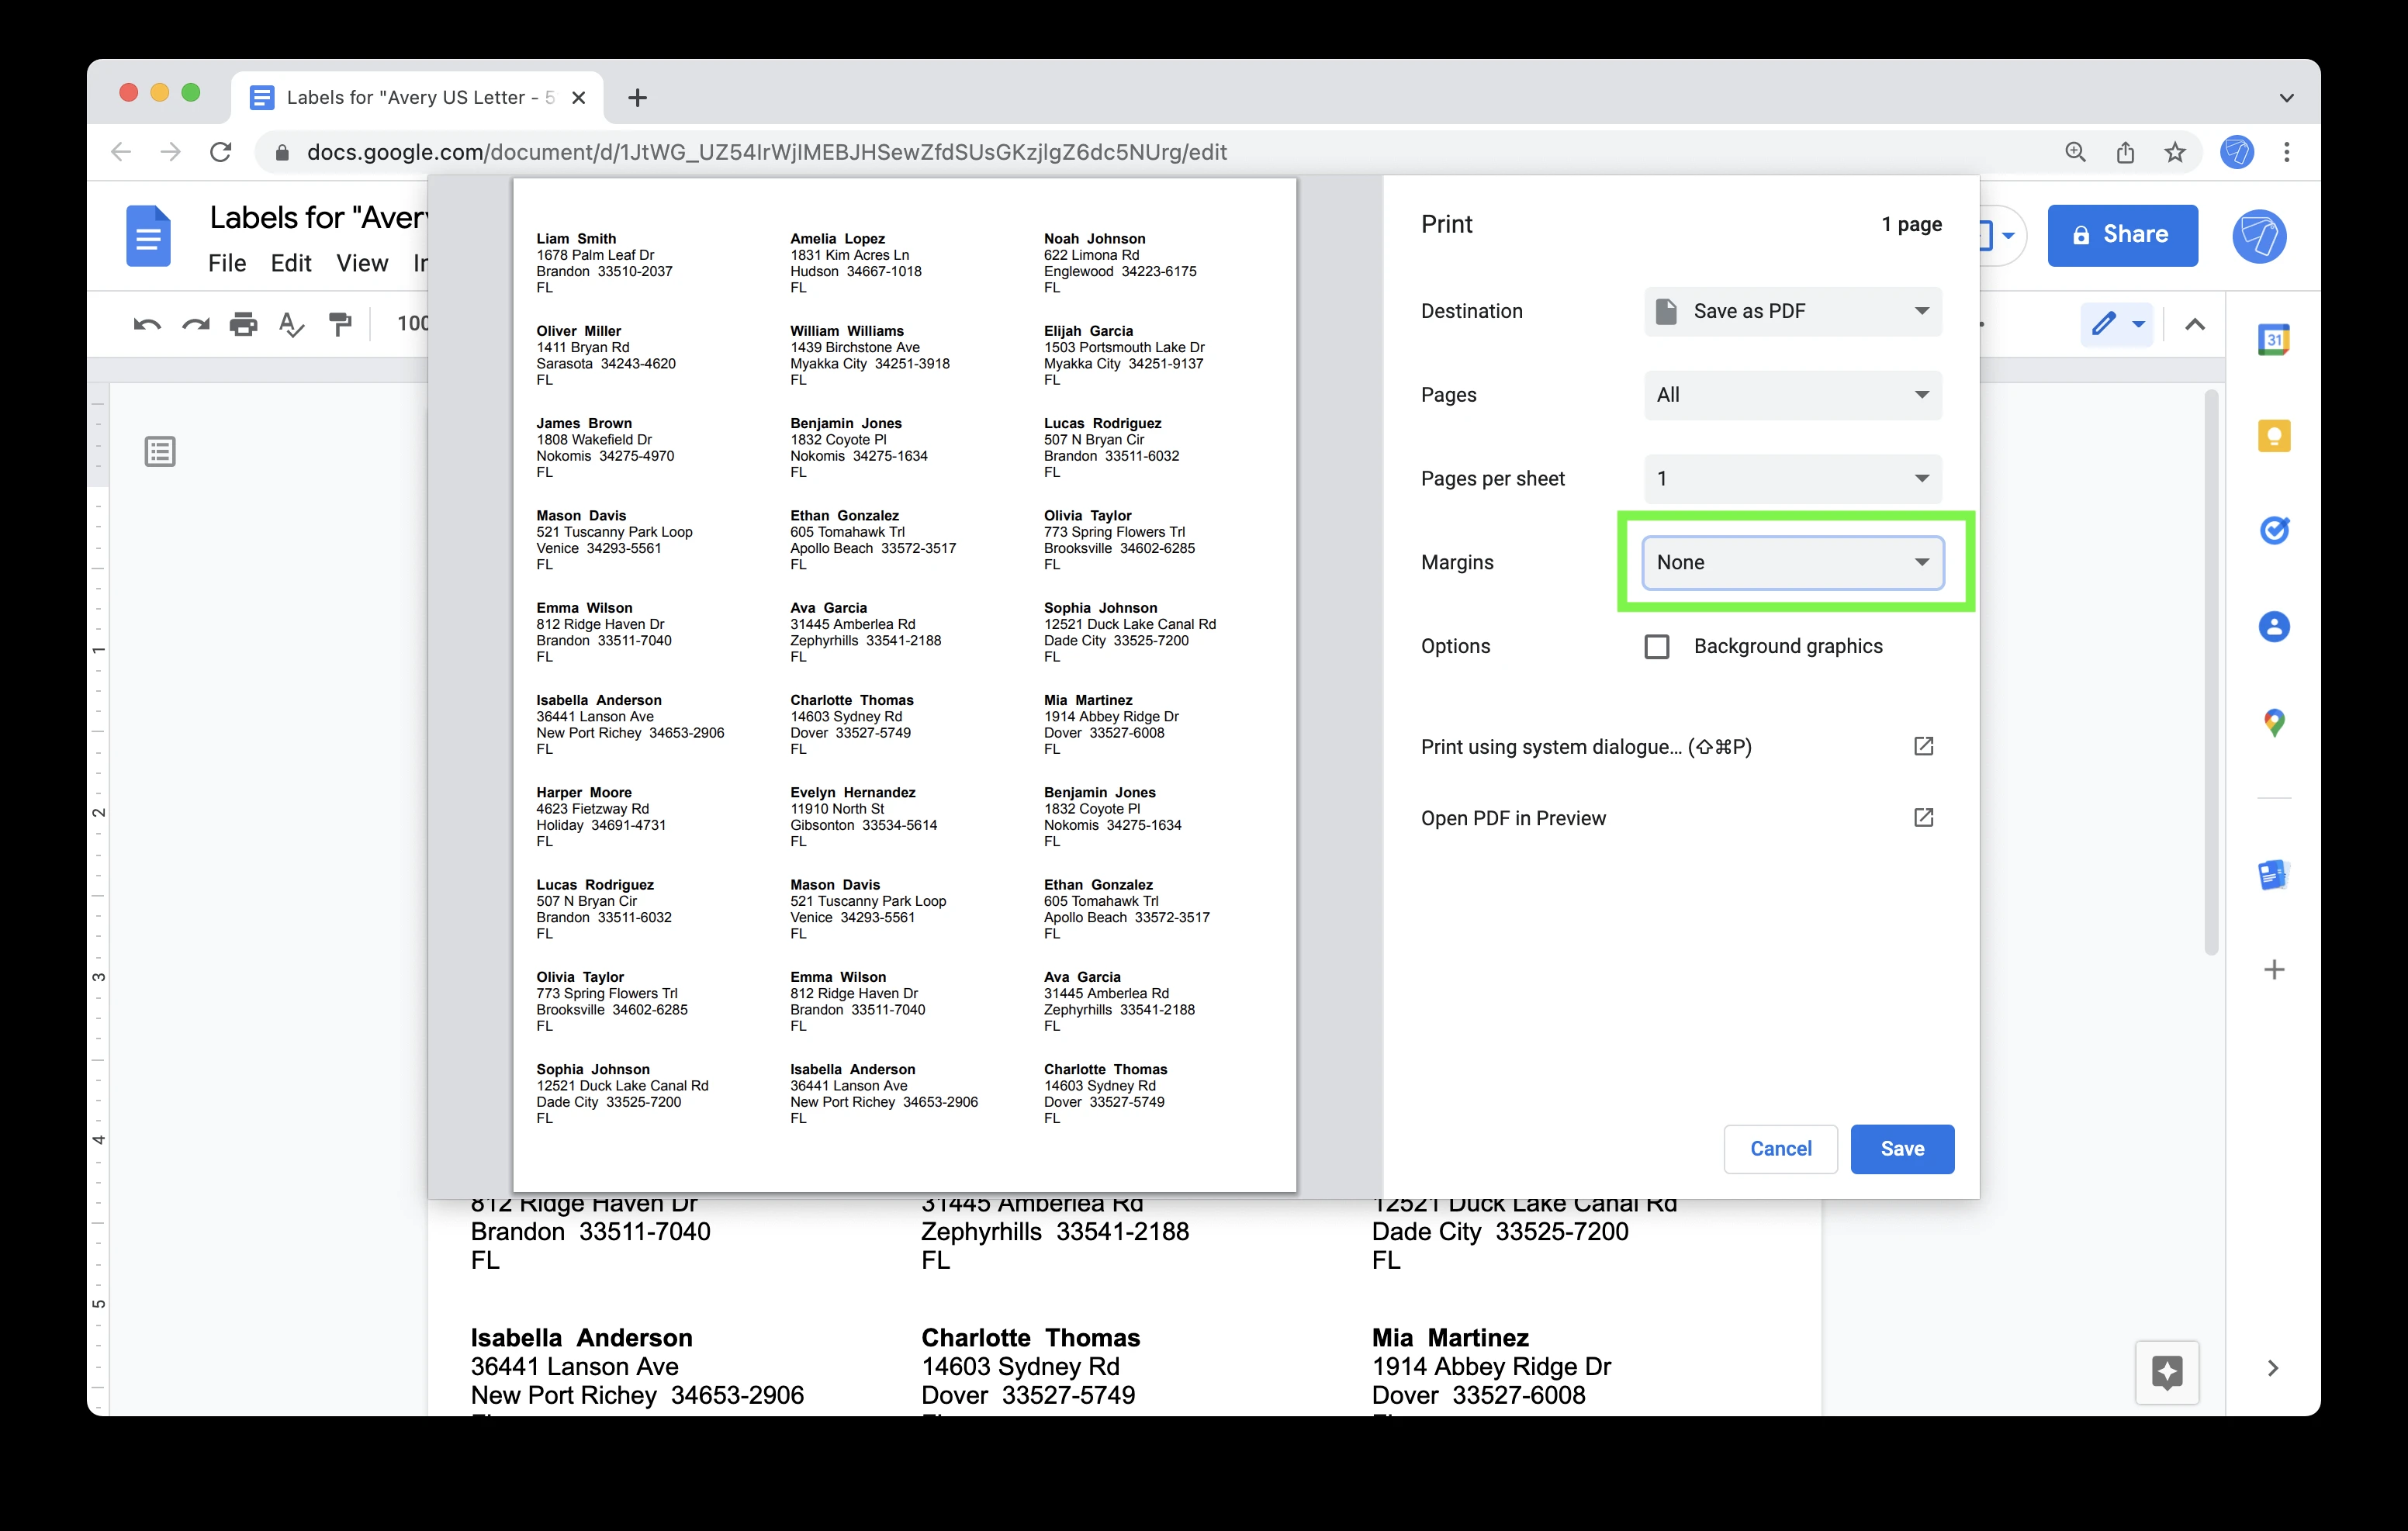 Labels for "Avery US Letter - 5
docs.google.com/document/d/1JtWG_UZ54IrWjIMEBJHSewZfdSUsGKzjlgZ6dc5NUrg/edit
Labels for "Avery
File Edit View In
100
Share
31
1
2
3
4
5
Liam Smith
1678 Palm Leaf Dr
Brandon 33510-2037
FL
Amelia Lopez
1831 Kim Acres Ln
Hudson 34667-1018
FL
Noah Johnson
622 Limona Rd
Englewood 34223-6175
FL
Oliver Miller
1411 Bryan Rd
Sarasota 34243-4620
FL
William Williams
1439 Birchstone Ave
Myakka City 34251-3918
FL
Elijah Garcia
1503 Portsmouth Lake Dr
Myakka City 34251-9137
FL
James Brown
1808 Wakefield Dr
Nokomis 34275-4970
FL
Benjamin Jones
1832 Coyote Pl
Nokomis 34275-1634
FL
Lucas Rodriguez
507 N Bryan Cir
Brandon 33511-6032
FL
Mason Davis
521 Tuscanny Park Loop
Venice 34293-5561
FL
Ethan Gonzalez
605 Tomahawk Trl
Apollo Beach 33572-3517
FL
Olivia Taylor
773 Spring Flowers Trl
Brooksville 34602-6285
FL
Emma Wilson
812 Ridge Haven Dr
Brandon 33511-7040
FL
Ava Garcia
31445 Amberlea Rd
Zephyrhills 33541-2188
FL
Sophia Johnson
12521 Duck Lake Canal Rd
Dade City 33525-7200
FL
Isabella Anderson
36441 Lanson Ave
New Port Richey 34653-2906
FL
Charlotte Thomas
14603 Sydney Rd
Dover 33527-5749
FL
Mia Martinez
1914 Abbey Ridge Dr
Dover 33527-6008
FL
Harper Moore
4623 Fietzway Rd
Holiday 34691-4731
FL
Evelyn Hernandez
11910 North St
Gibsonton 33534-5614
FL
Benjamin Jones
1832 Coyote Pl
Nokomis 34275-1634
FL
Lucas Rodriguez
507 N Bryan Cir
Brandon 33511-6032
FL
Mason Davis
521 Tuscanny Park Loop
Venice 34293-5561
FL
Ethan Gonzalez
605 Tomahawk Trl
Apollo Beach 33572-3517
FL
Olivia Taylor
773 Spring Flowers Trl
Brooksville 34602-6285
FL
Emma Wilson
812 Ridge Haven Dr
Brandon 33511-7040
FL
Ava Garcia
31445 Amberlea Rd
Zephyrhills 33541-2188
FL
Sophia Johnson
12521 Duck Lake Canal Rd
Dade City 33525-7200
FL
Isabella Anderson
36441 Lanson Ave
New Port Richey 34653-2906
FL
Charlotte Thomas
14603 Sydney Rd
Dover 33527-5749
FL
Print 1 page
Destination Save as PDF
Pages All
Pages per sheet 1
Margins None
Options Background graphics
Print using system dialogue... (⇧⌘P)
Open PDF in Preview
Cancel Save
812 Ridge Haven Dr
Brandon 33511-7040
FL
31445 Amberlea Rd
Zephyrhills 33541-2188
FL
12521 Duck Lake Canal Rd
Dade City 33525-7200
FL
Isabella Anderson
36441 Lanson Ave
New Port Richey 34653-2906
Charlotte Thomas
14603 Sydney Rd
Dover 33527-5749
Mia Martinez
1914 Abbey Ridge Dr
Dover 33527-6008